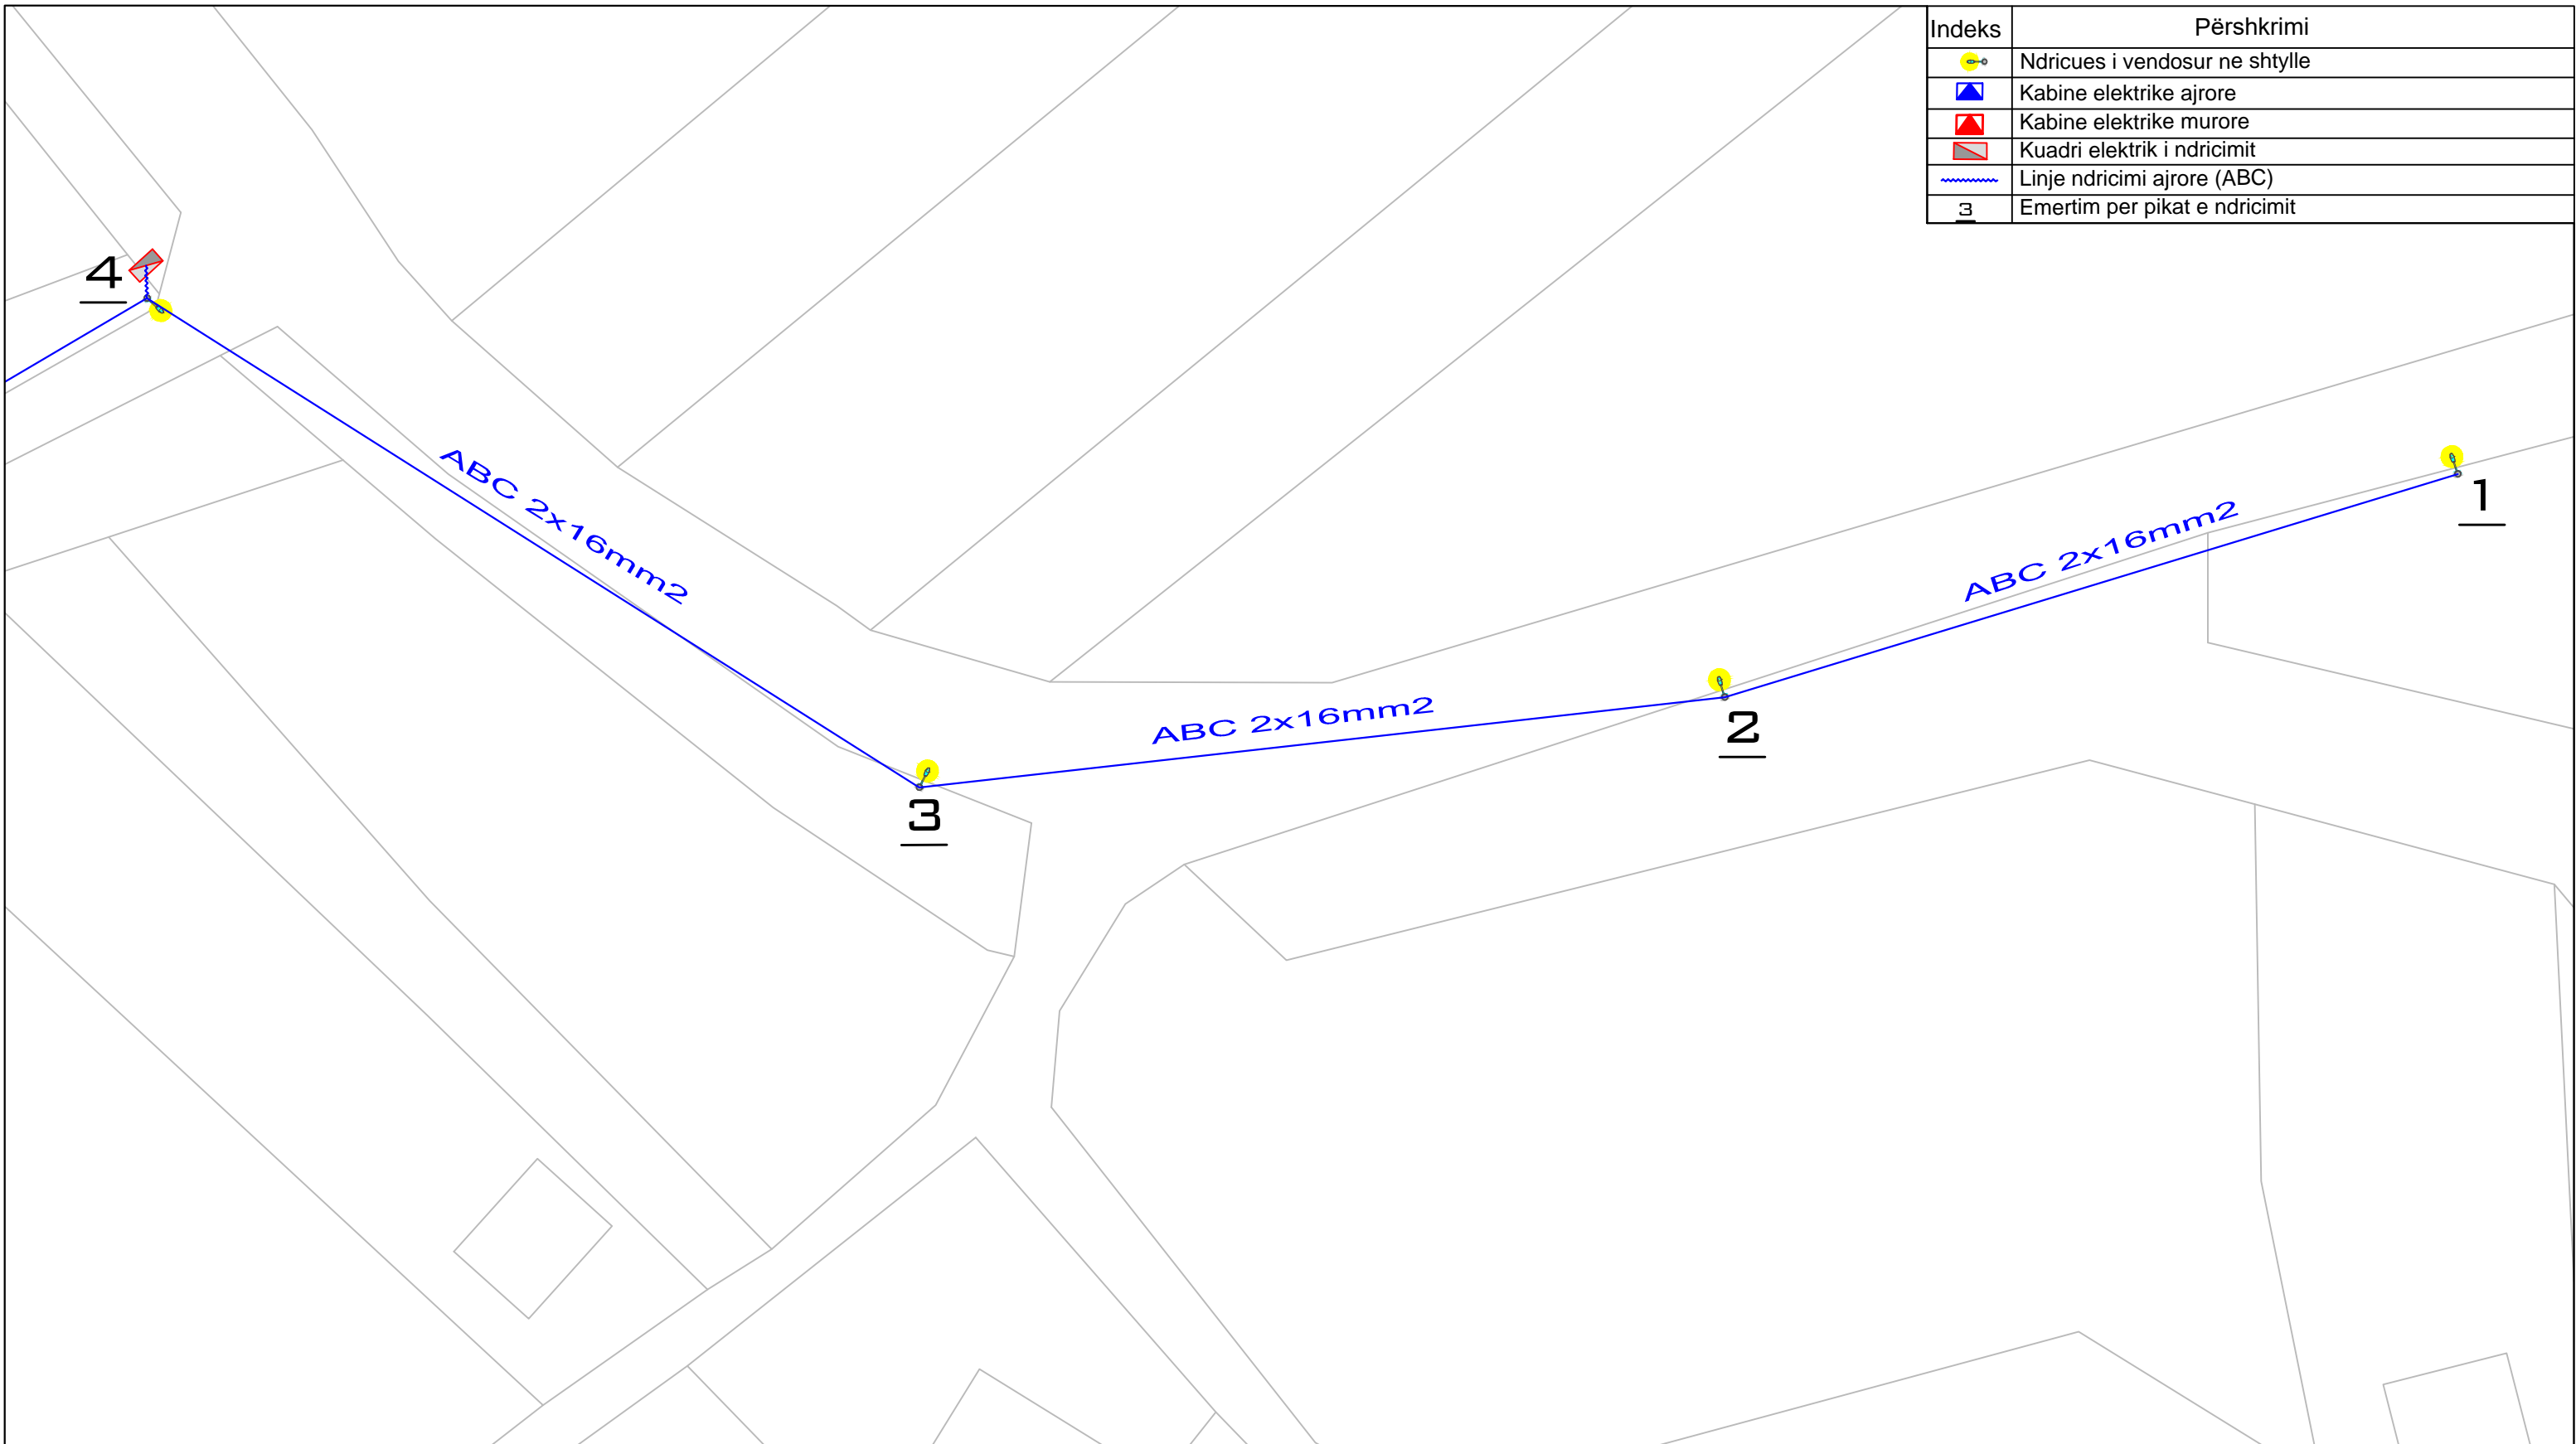 Indeks Përshkrimi
Ndricues i vendosur ne shtylle
Kabine elektrike ajrore
Kabine elektrike murore
Kuadri elektrik i ndricimit
Linje ndricimi ajrore (ABC)
3 Emertim per pikat e ndricimit
4
ABC 2x16mm2
3
ABC 2x16mm2
2
ABC 2x16mm2
1